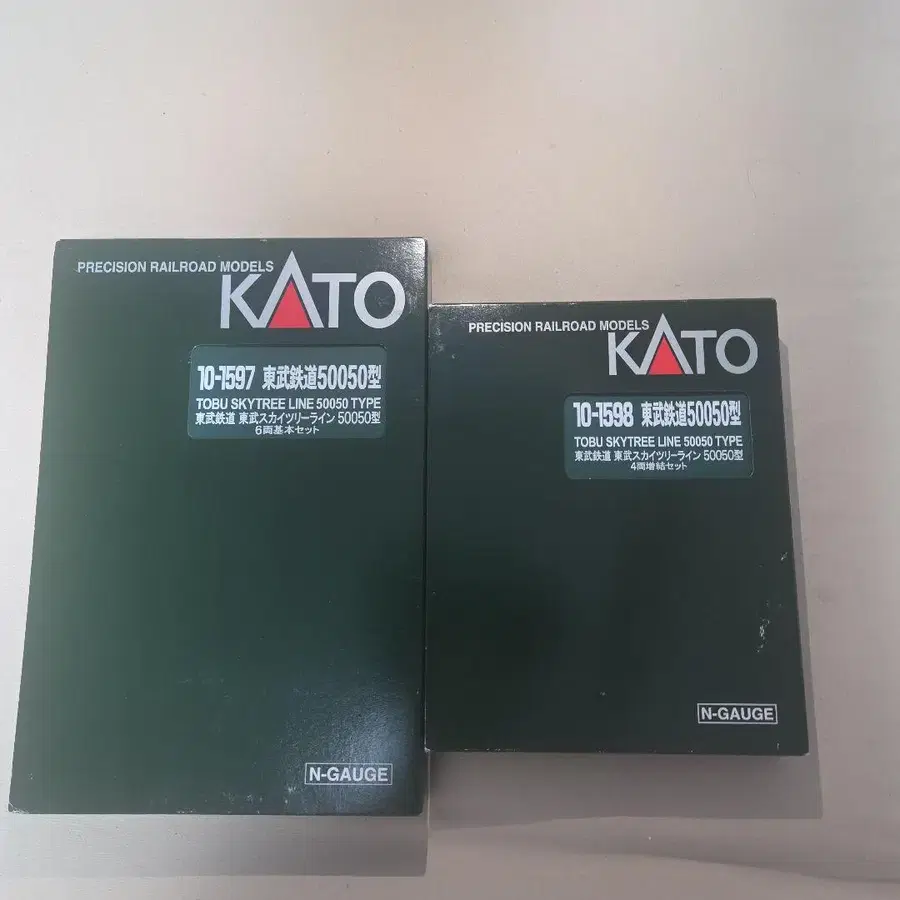 PRECISION RAILROAD MODELS
KATO
10-1597 東武鉄道50050型
TOBU SKYTREE LINE 50050 TYPE
東武鉄道 東武スカイツリーライン 50050型
6両基本セット
N-GAUGE
PRECISION RAILROAD MODELS
KATO
10-1598 東武鉄道50050型
TOBU SKYTREE LINE 50050 TYPE
東武鉄道 東武スカイツリーライン 50050型
4両増結セット
N-GAUGE